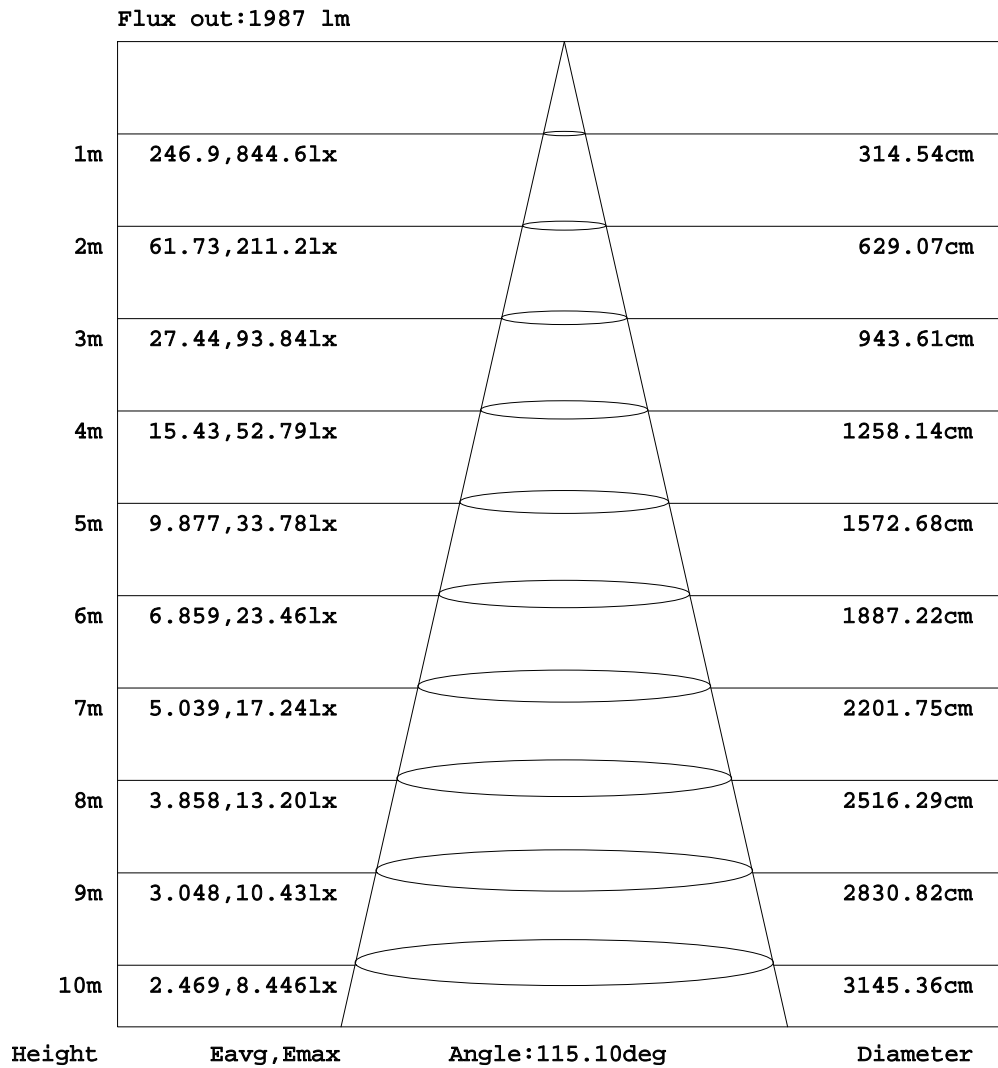 Flux out:1987 lm
1m 246.9,844.6lx 314.54cm
2m 61.73,211.2lx 629.07cm
3m 27.44,93.84lx 943.61cm
4m 15.43,52.79lx 1258.14cm
5m 9.877,33.78lx 1572.68cm
6m 6.859,23.46lx 1887.22cm
7m 5.039,17.24lx 2201.75cm
8m 3.858,13.20lx 2516.29cm
9m 3.048,10.43lx 2830.82cm
10m 2.469,8.446lx 3145.36cm
Height Eavg,Emax Angle:115.10deg Diameter